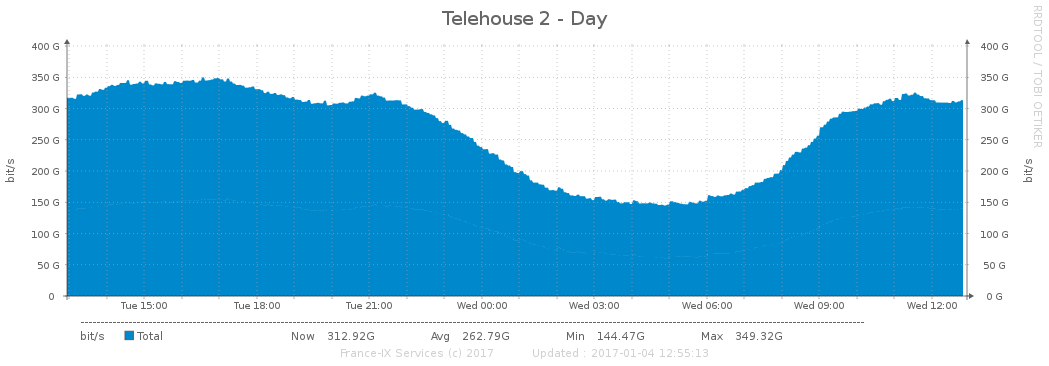 Telehouse 2 - Day
RRDTOOL / TOBI OETIKER
400 G 400 G
350 G 350 G
300 G 300 G
250 G 250 G
200 G 200 G
150 G 150 G
100 G 100 G
50 G 50 G
0 0 G
bit/s bit/s
Tue 15:00 Tue 18:00 Tue 21:00 Wed 00:00 Wed 03:00 Wed 06:00 Wed 09:00 Wed 12:00
bit/s Total Now 312.92G Avg 262.79G Min 144.47G Max 349.32G
France-IX Services (c) 2017 Updated : 2017-01-04 12:55:13